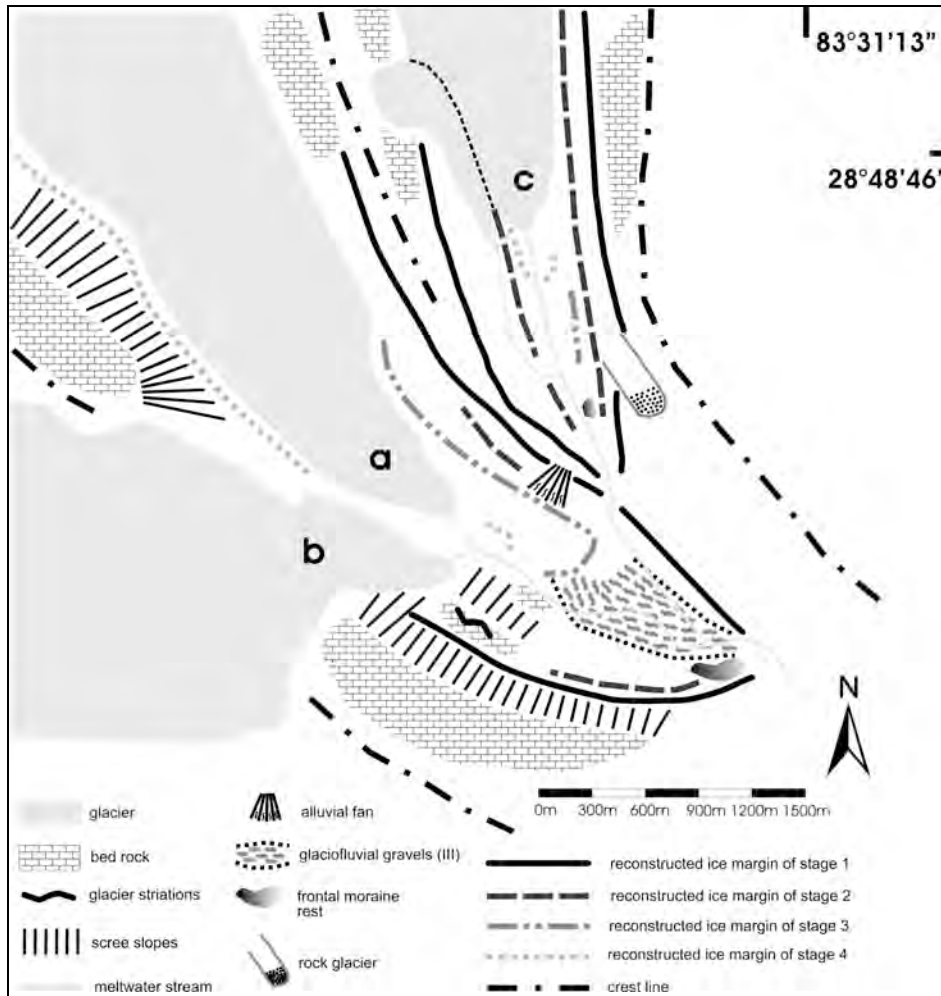 83°31'13"
28°48'46'
c
a
b
N
0m 300m 600m 900m 1200m 1500m
glacier
bed rock
glacier striations
scree slopes
meltwater stream
alluvial fan
glaciofluvial gravels (III)
frontal moraine
rest
rock glacier
reconstructed ice margin of stage 1
reconstructed ice margin of stage 2
reconstructed ice margin of stage 3
reconstructed ice margin of stage 4
crest line